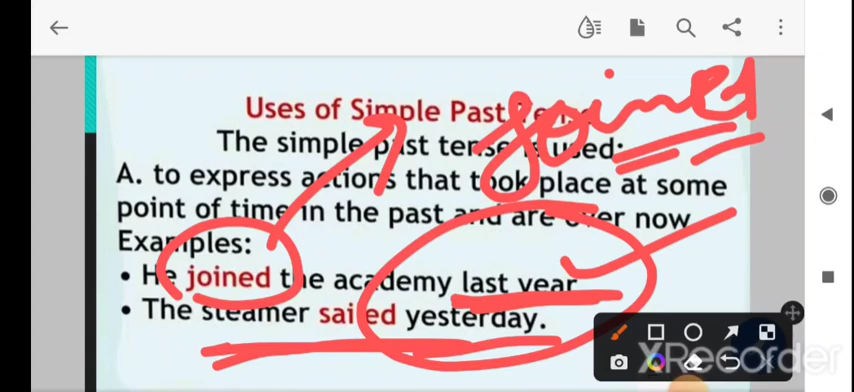 Uses of Simple Past Tense
joined
The simple past tense is used:
A. to express actions that took place at some
point of time in the past and are over now
Examples:
• He joined the academy last year
• The steamer sailed yesterday.
XRecorder